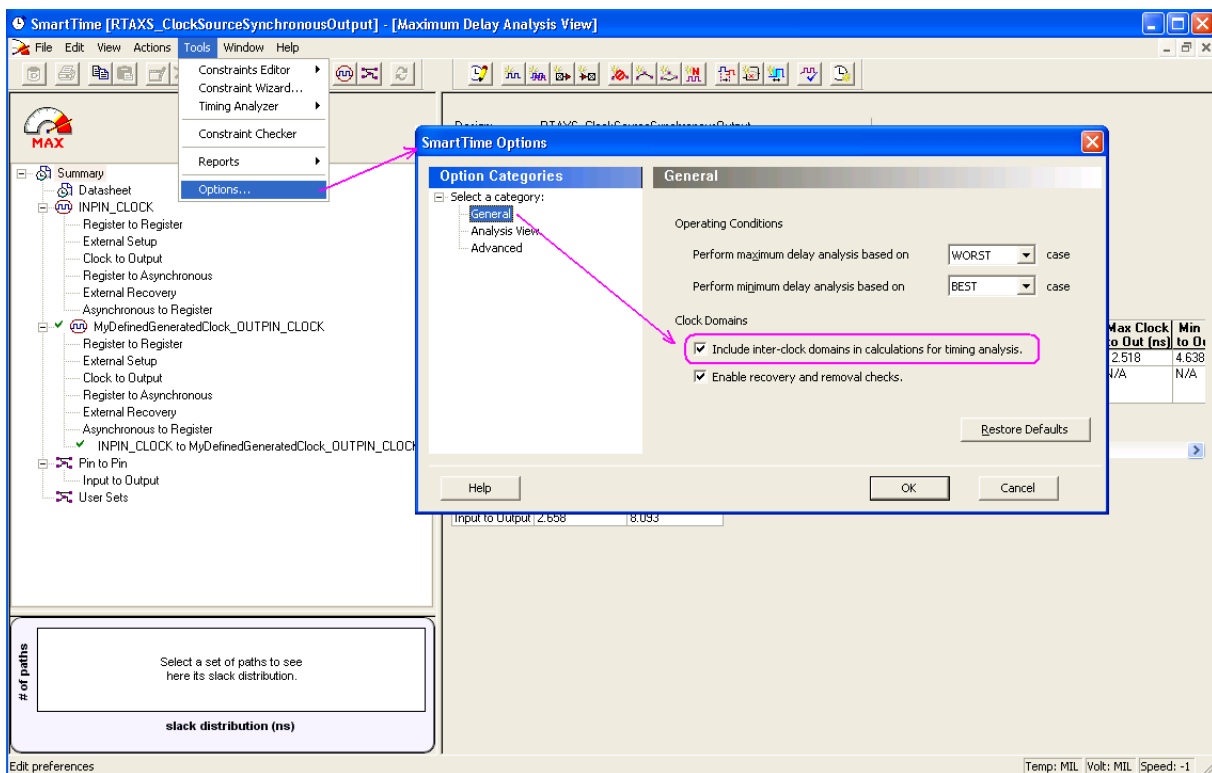 SmartTime [RTAXS_ClockSourceSynchronousOutput] - [Maximum Delay Analysis View]
File Edit View Actions Tools Window Help
Constraints Editor
Constraint Wizard...
Timing Analyzer
Constraint Checker
Reports
Options...
MAX
Summary
Datasheet
INPIN_CLOCK
Register to Register
External Setup
Clock to Output
Register to Asynchronous
External Recovery
Asynchronous to Register
MyDefinedGeneratedClock_OUTPIN_CLOCK
Register to Register
External Setup
Clock to Output
Register to Asynchronous
External Recovery
Asynchronous to Register
INPIN_CLOCK to MyDefinedGeneratedClock_OUTPIN_CLOCK
Pin to Pin
Input to Output
User Sets
# of paths
Select a set of paths to see
here its slack distribution.
slack distribution (ns)
SmartTime Options
Option Categories
Select a category:
General
Analysis View
Advanced
General
Operating Conditions
Perform maximum delay analysis based on WORST case
Perform minimum delay analysis based on BEST case
Clock Domains
Include inter-clock domains in calculations for timing analysis.
Enable recovery and removal checks.
Restore Defaults
Help OK Cancel
Max Clock Min
to Out (ns) to Ou
2.518 4.638
N/A N/A
Input to Output 2.658 8.093
Edit preferences
Temp: MIL Volt: MIL Speed: -1